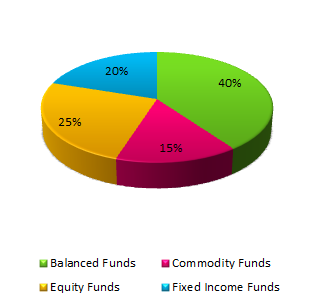 20%
40%
25%
15%
Balanced Funds
Commodity Funds
Equity Funds
Fixed Income Funds